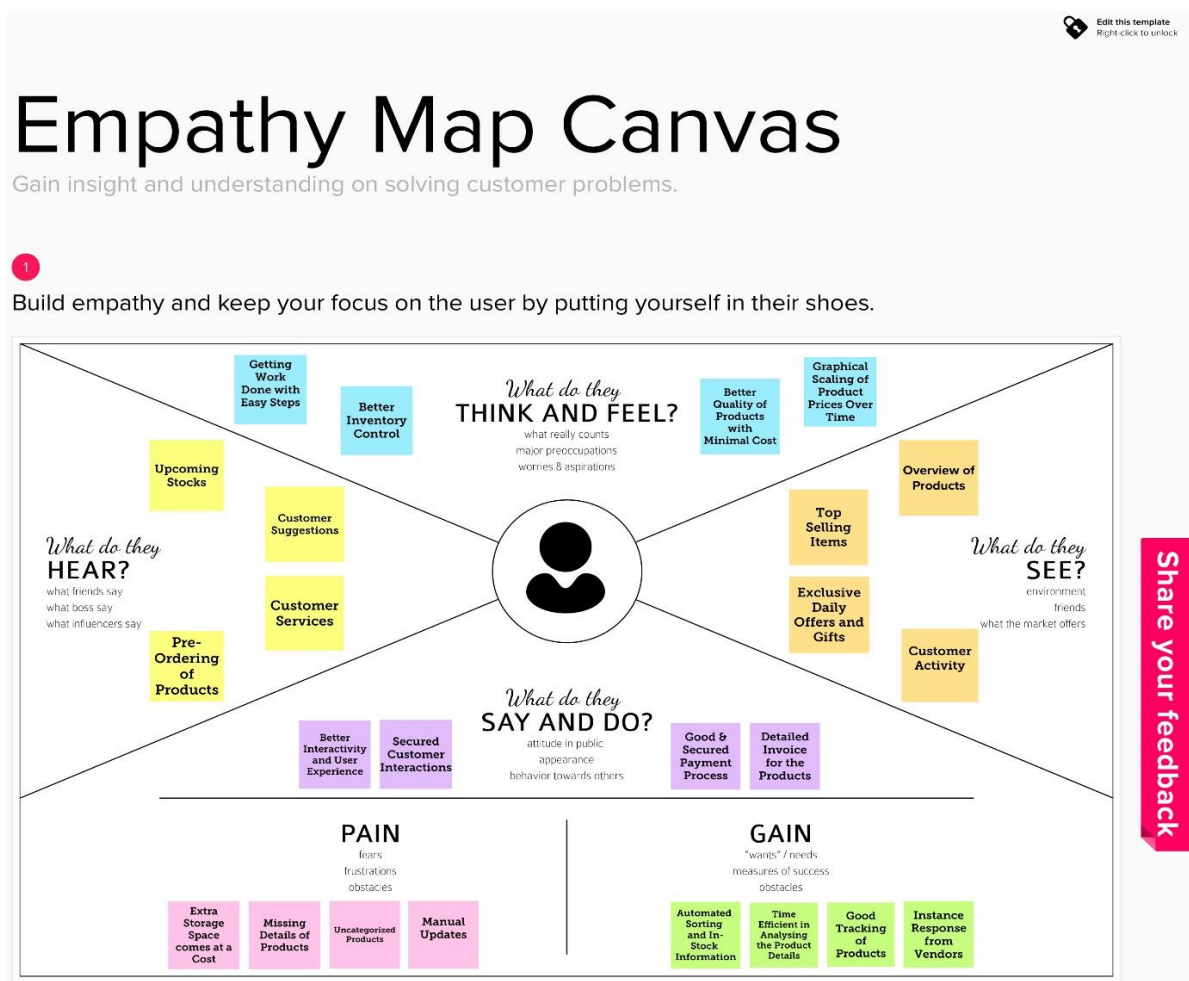 Edit this template
Right-click to unlock
Empathy Map Canvas
Gain insight and understanding on solving customer problems.
1
Build empathy and keep your focus on the user by putting yourself in their shoes.
Getting
Work
Done with
Easy Steps
Better
Inventory
Control
What do they
THINK AND FEEL?
what really counts
major preoccupations
worries & aspirations
Better
Quality of
Products
with
Minimal Cost
Graphical
Scaling of
Product
Prices Over
Time
Upcoming
Stocks
Customer
Suggestions
What do they
HEAR?
what friends say
what boss say
what influencers say
Customer
Services
Pre-
Ordering
of
Products
Overview of
Products
Top
Selling
Items
What do they
SEE?
environment
friends
what the market offers
Exclusive
Daily
Offers and
Gifts
Customer
Activity
Better
Interactivity
and User
Experience
Secured
Customer
Interactions
What do they
SAY AND DO?
attitude in public
appearance
behavior towards others
Good &
Secured
Payment
Process
Detailed
Invoice
for the
Products
PAIN
fears
frustrations
obstacles
Extra
Storage
Space
comes at a
Cost
Missing
Details of
Products
Uncategorized
Products
Manual
Updates
GAIN
"wants" / needs
measures of success
obstacles
Automated
Sorting
and In-
Stock
Information
Time
Efficient in
Analysing
the Product
Details
Good
Tracking
of
Products
Instance
Response
from
Vendors
Share your feedback